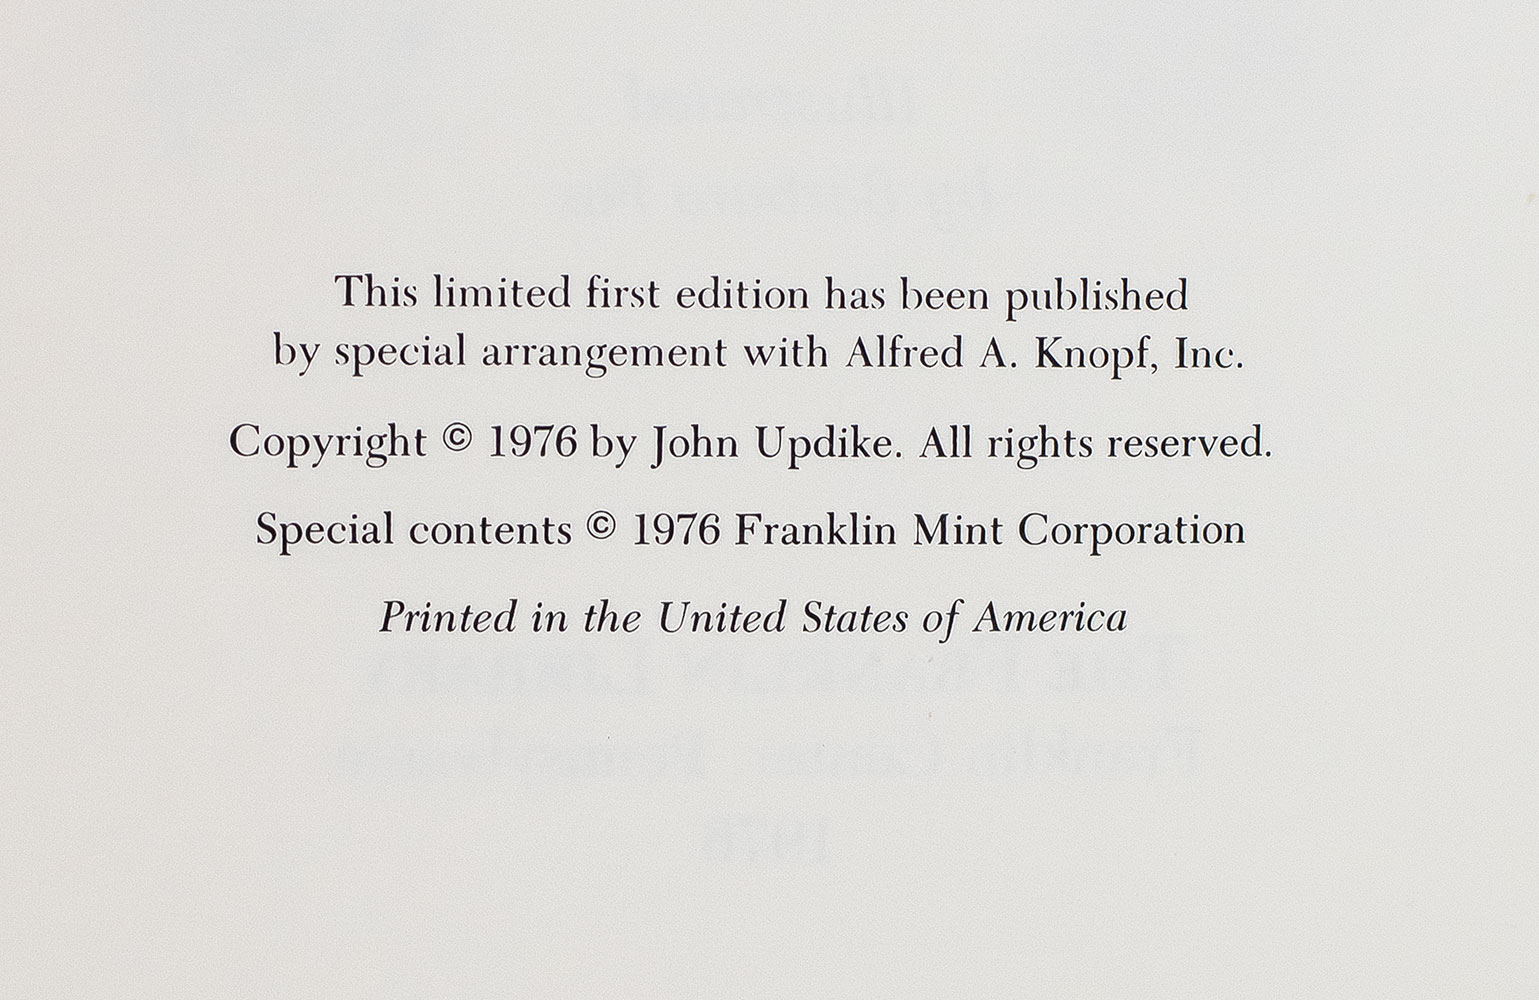 This limited first edition has been published
by special arrangement with Alfred A. Knopf, Inc.
Copyright © 1976 by John Updike. All rights reserved.
Special contents © 1976 Franklin Mint Corporation
Printed in the United States of America